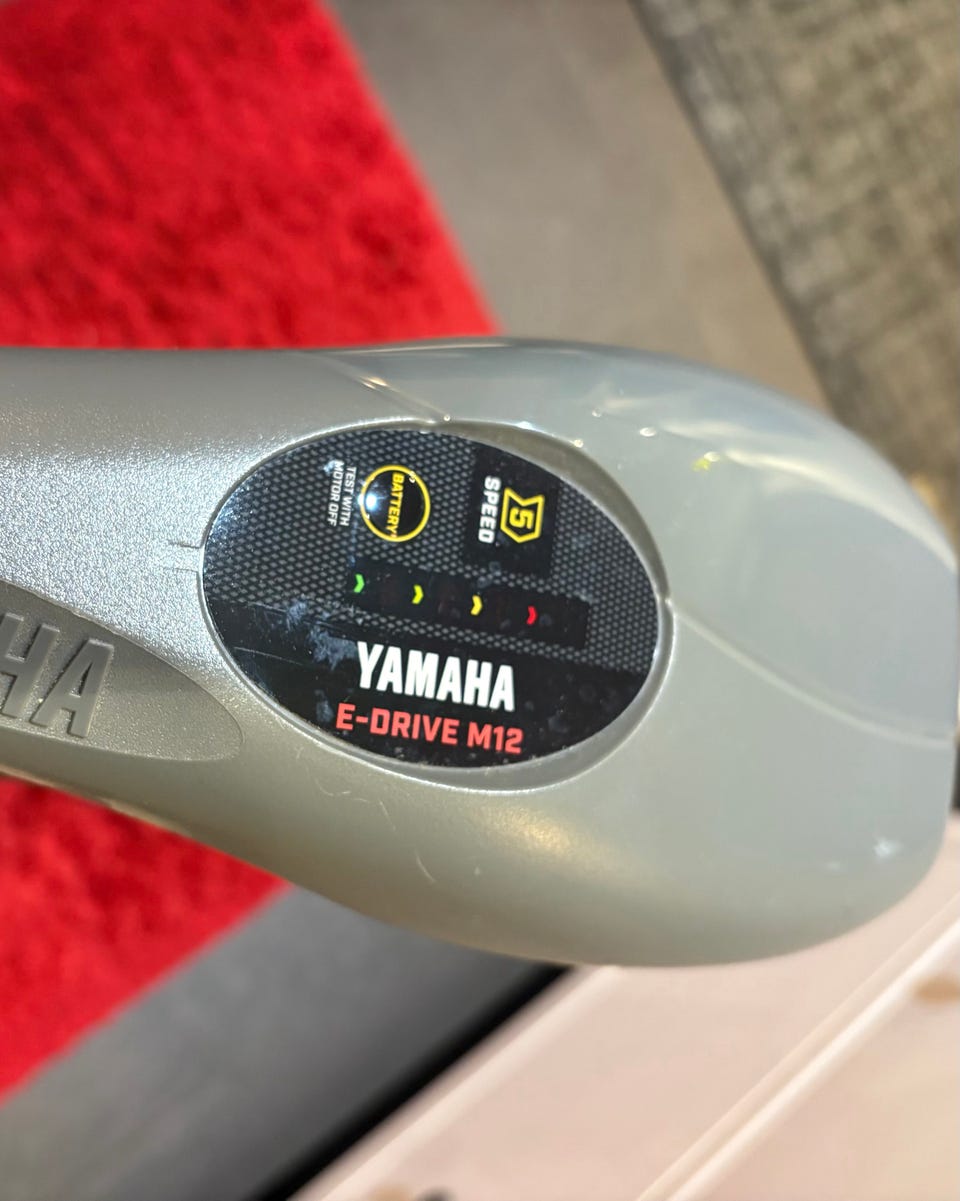 5
SPEED
BATTERY
TEST WITH
MOTOR OFF
YAMAHA
E-DRIVE M12
HA